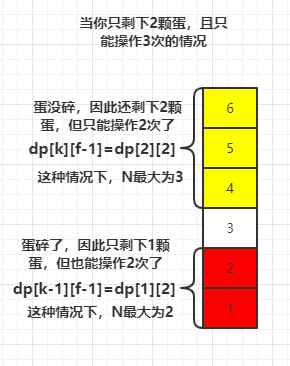 当你只剩下2颗蛋，且只
能操作3次的情况
蛋没碎，因此还剩下2颗
蛋，但只能操作2次了
dp[k][f-1]=dp[2][2]
这种情况下，N最大为3
6
5
4
3
蛋碎了，因此只剩下1颗
蛋，但也能操作2次了
dp[k-1][f-1]=dp[1][2]
这种情况下，N最大为2
2
1